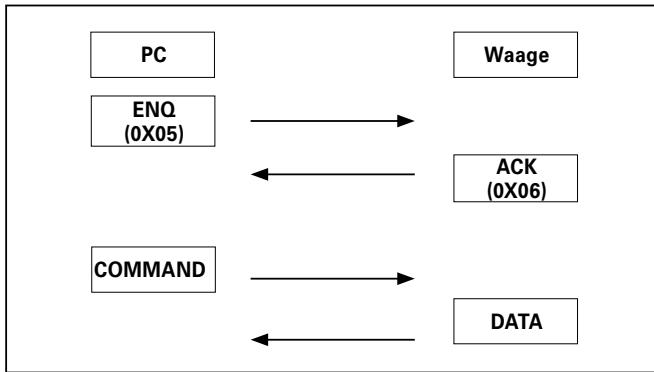 PC
Waage
ENQ
(0X05)
ACK
(0X06)
COMMAND
DATA